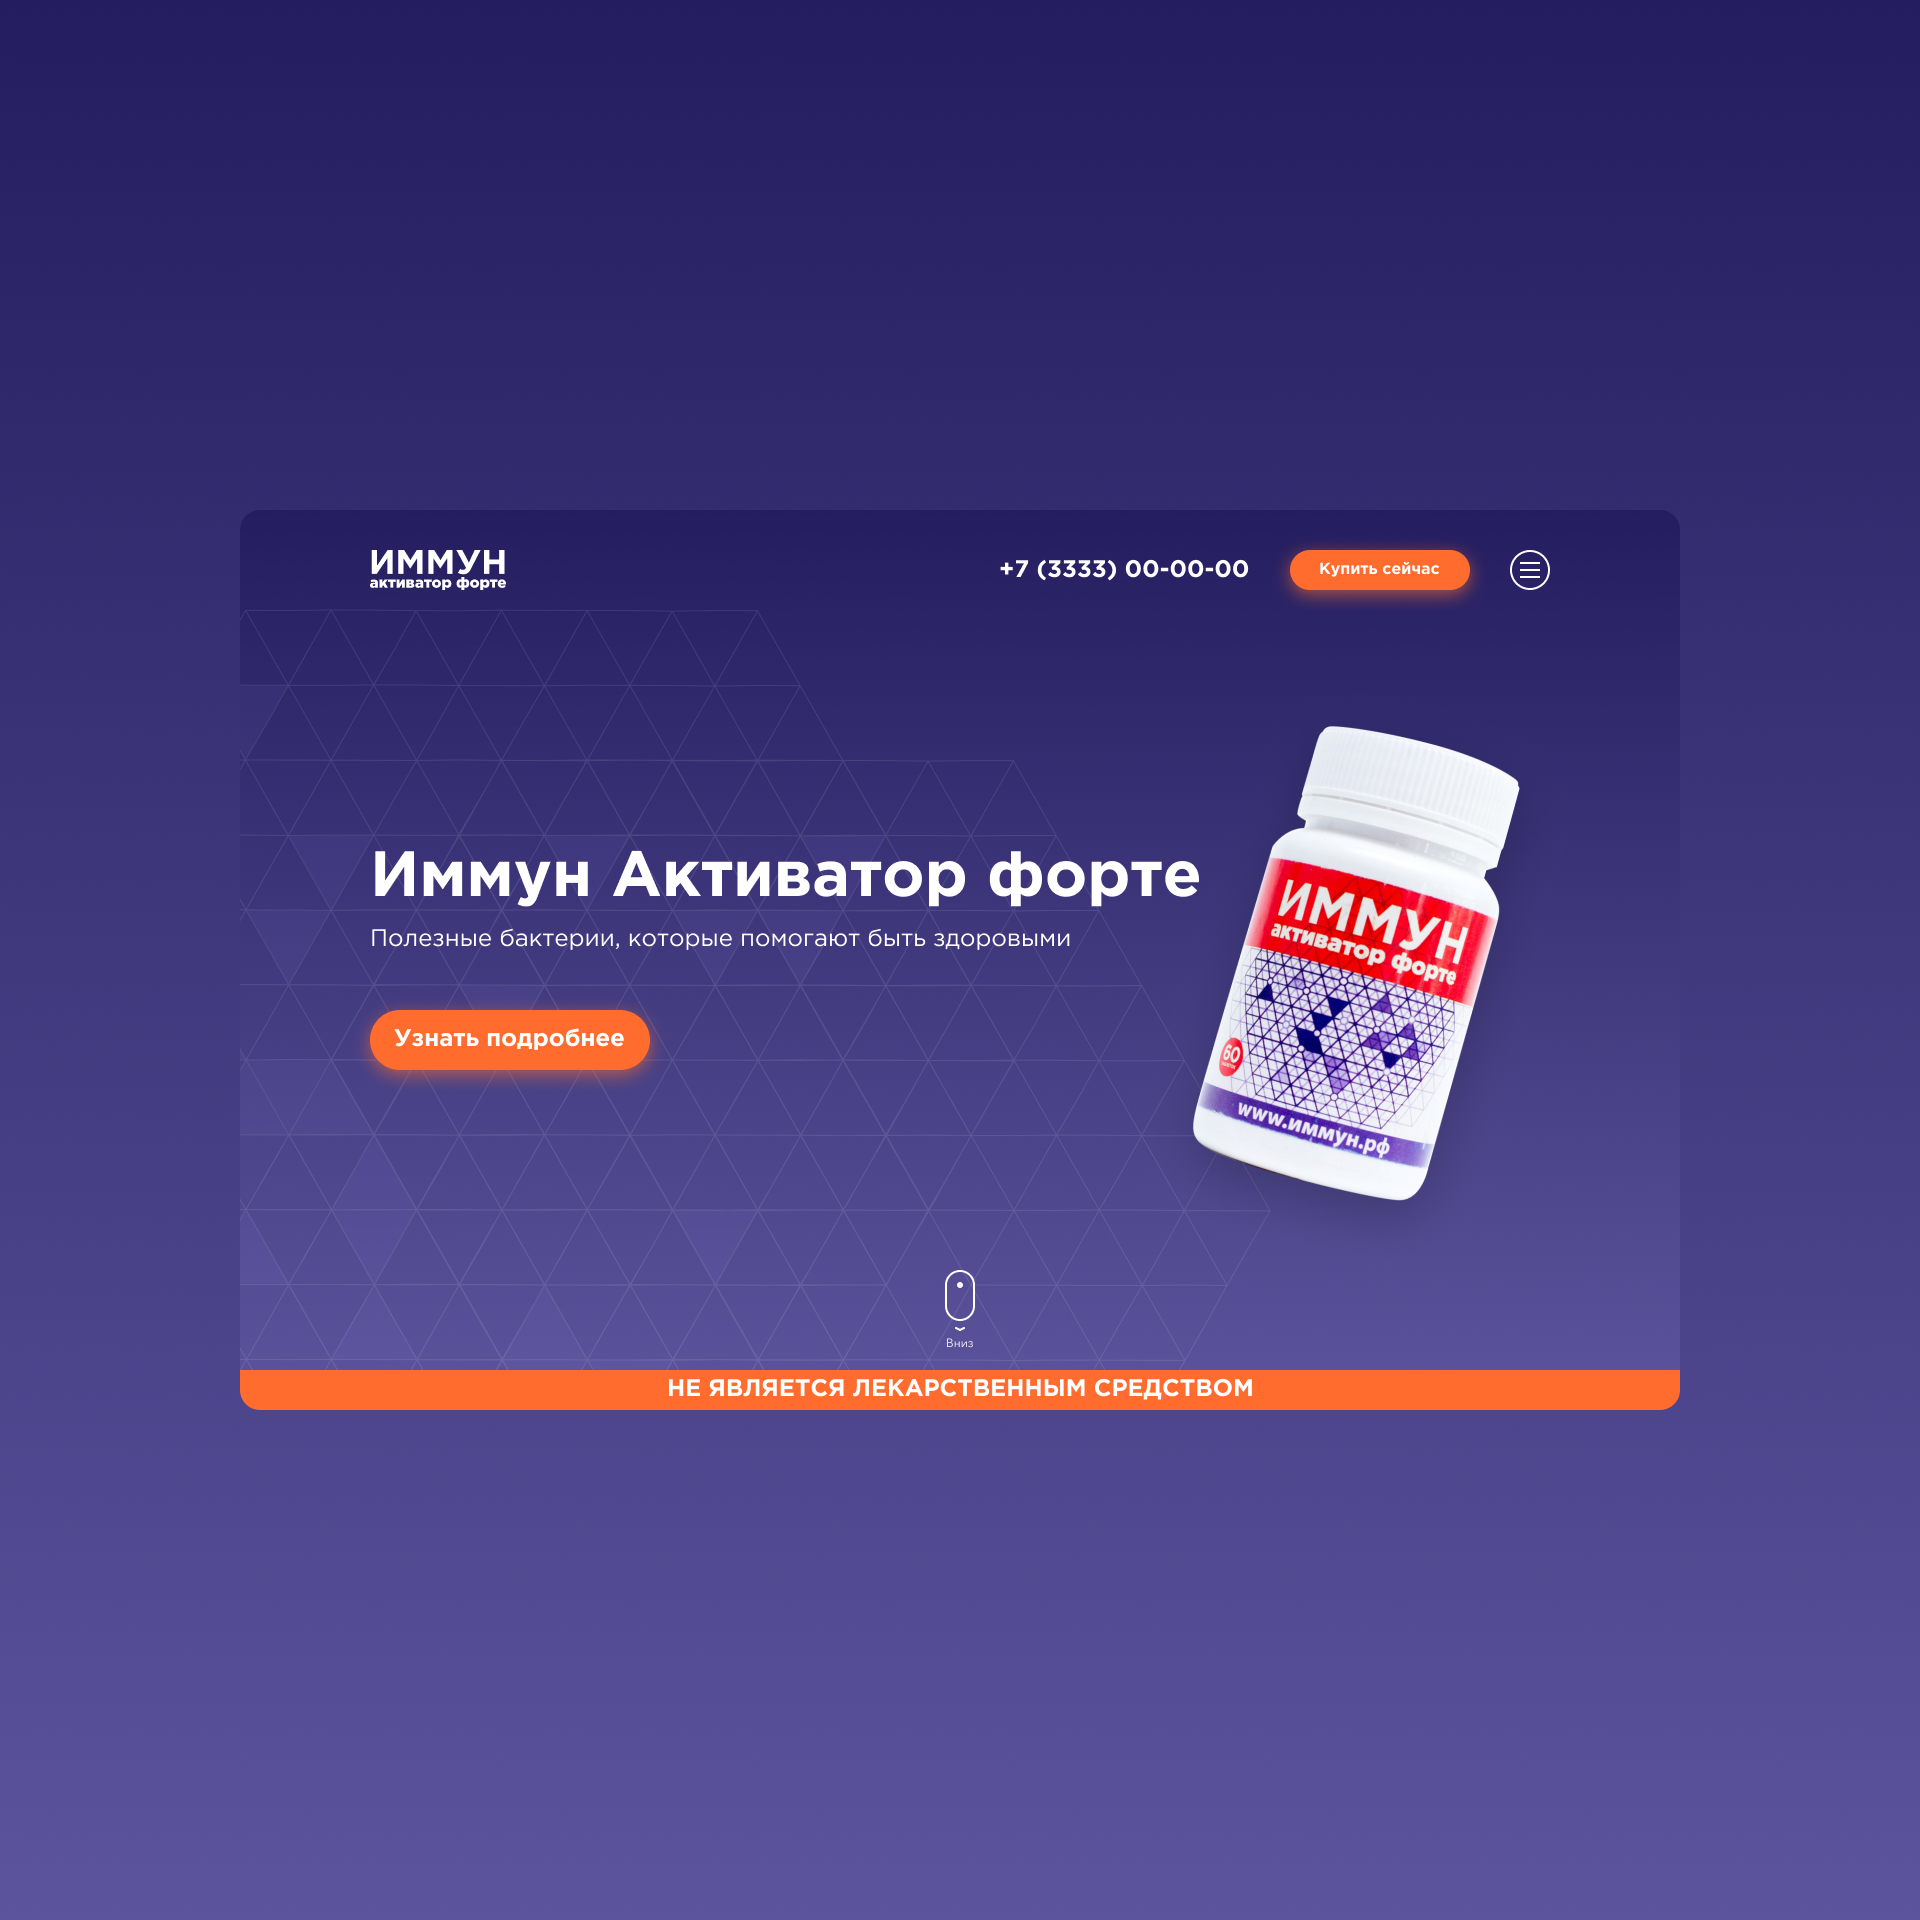 ИММУН
активатор форте
+7 (3333) 00-00-00
Купить сейчас
Иммун Активатор форте
Полезные бактерии, которые помогают быть здоровыми
Узнать подробнее
ИММУН
активатор форте
60
www.иммун.рф
Вниз
НЕ ЯВЛЯЕТСЯ ЛЕКАРСТВЕННЫМ СРЕДСТВОМ